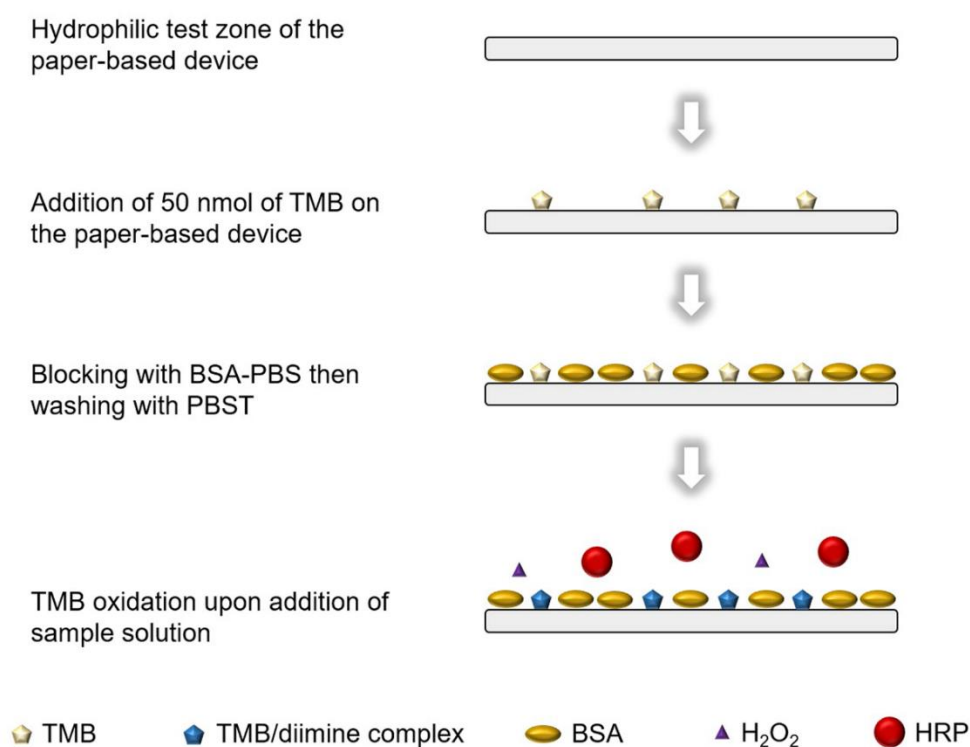 Hydrophilic test zone of the
paper-based device
Addition of 50 nmol of TMB on
the paper-based device
Blocking with BSA-PBS then
washing with PBST
TMB oxidation upon addition of
sample solution
TMB TMB/diimine complex BSA H₂O₂ HRP